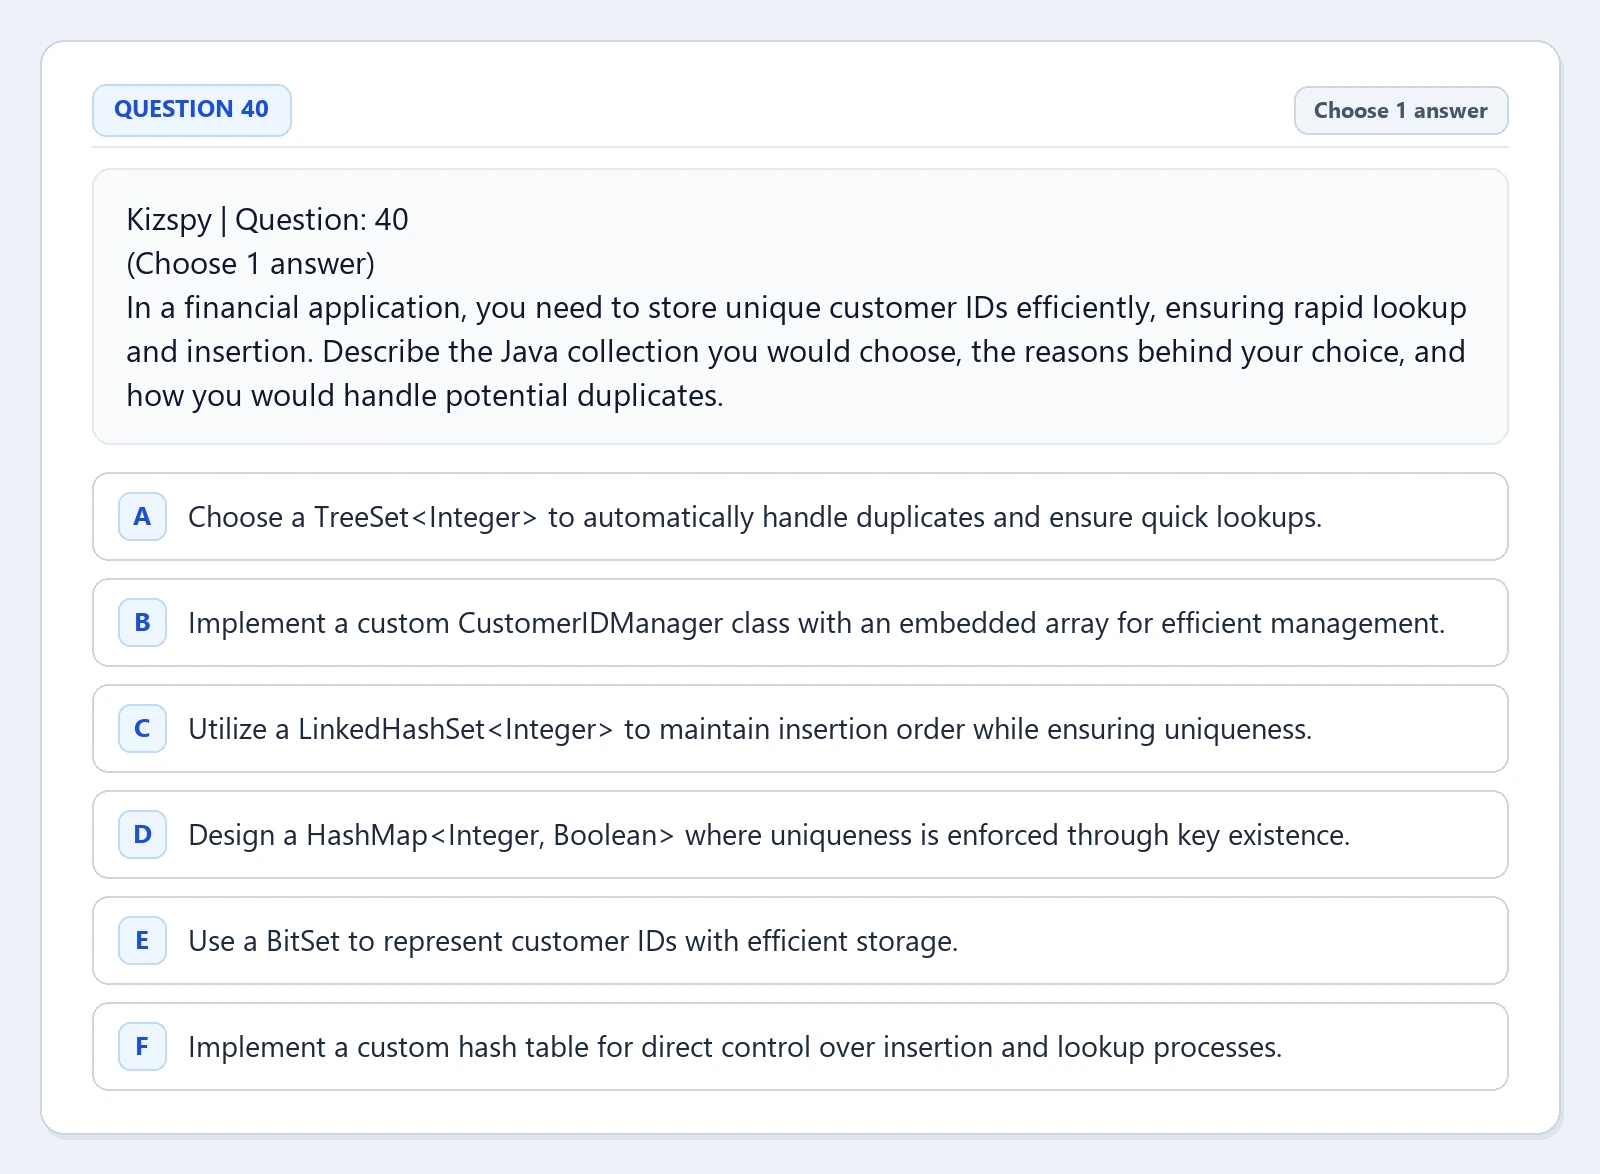 QUESTION 40
Choose 1 answer
Kizspy | Question: 40
(Choose 1 answer)
In a financial application, you need to store unique customer IDs efficiently, ensuring rapid lookup
and insertion. Describe the Java collection you would choose, the reasons behind your choice, and
how you would handle potential duplicates.
A Choose a TreeSet<Integer> to automatically handle duplicates and ensure quick lookups.
B Implement a custom CustomerIDManager class with an embedded array for efficient management.
C Utilize a LinkedHashSet<Integer> to maintain insertion order while ensuring uniqueness.
D Design a HashMap<Integer, Boolean> where uniqueness is enforced through key existence.
E Use a BitSet to represent customer IDs with efficient storage.
F Implement a custom hash table for direct control over insertion and lookup processes.